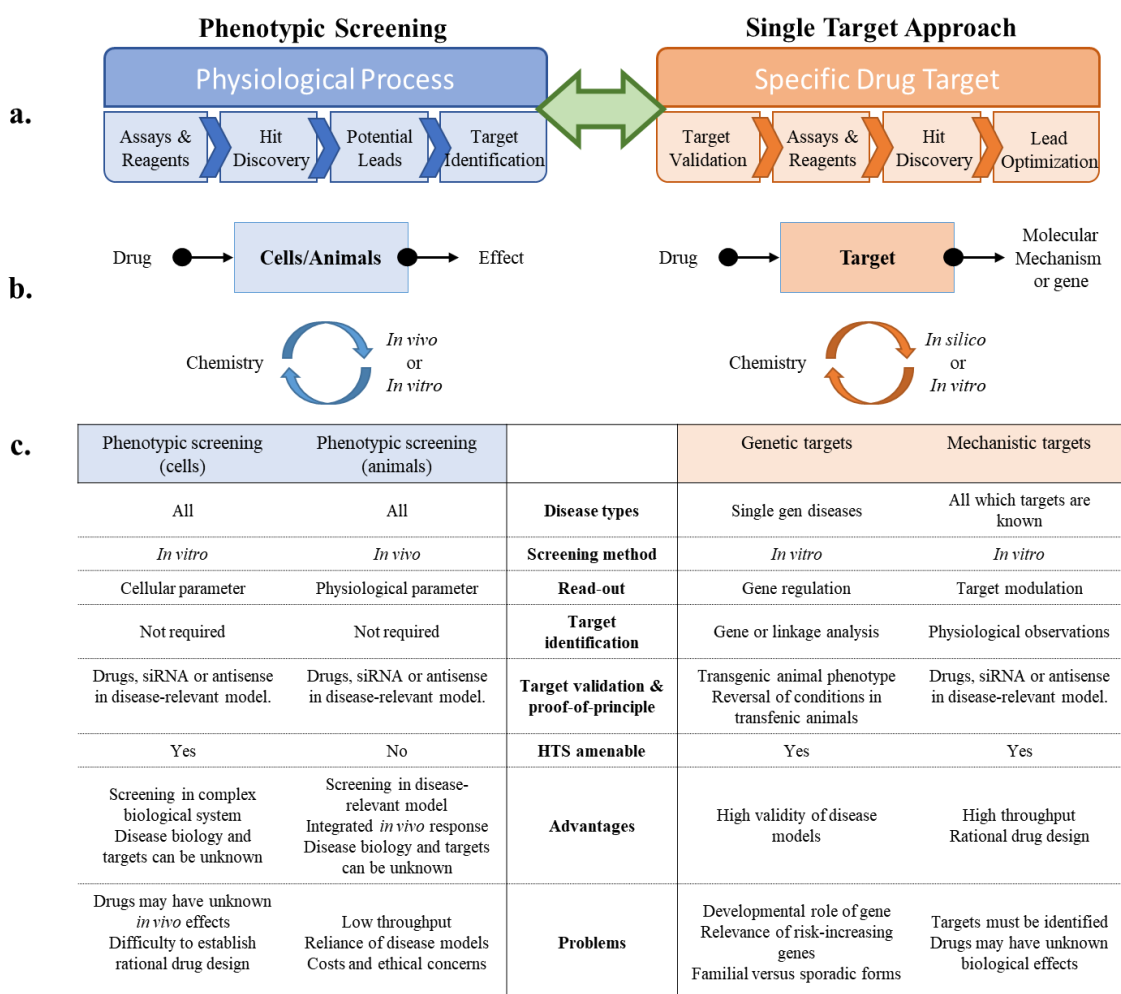 Phenotypic Screening
Single Target Approach
a.
Physiological Process
Specific Drug Target
Assays &
Reagents
Hit
Discovery
Potential
Leads
Target
Identification
Target
Validation
Assays &
Reagents
Hit
Discovery
Lead
Optimization
b.
Drug
Cells/Animals
Effect
Drug
Target
Molecular
Mechanism
or gene
Chemistry
In vivo
or
In vitro
Chemistry
In silico
or
In vitro
c.
Phenotypic screening
(cells)
Phenotypic screening
(animals)
Genetic targets
Mechanistic targets
All
All
Disease types
Single gen diseases
All which targets are
known
In vitro
In vivo
Screening method
In vitro
In vitro
Cellular parameter
Physiological parameter
Read-out
Gene regulation
Target modulation
Not required
Not required
Target
identification
Gene or linkage analysis
Physiological observations
Drugs, siRNA or antisense
in disease-relevant model.
Drugs, siRNA or antisense
in disease-relevant model.
Target validation &
proof-of-principle
Transgenic animal phenotype
Reversal of conditions in
transfenic animals
Drugs, siRNA or antisense
in disease-relevant model.
Yes
No
HTS amenable
Yes
Yes
Screening in complex
biological system
Disease biology and
targets can be unknown
Screening in disease-
relevant model
Integrated in vivo response
Disease biology and targets
can be unknown
Advantages
High validity of disease
models
High throughput
Rational drug design
Drugs may have unknown
in vivo effects
Difficulty to establish
rational drug design
Low throughput
Reliance of disease models
Costs and ethical concerns
Problems
Developmental role of gene
Relevance of risk-increasing
genes
Familial versus sporadic forms
Targets must be identified
Drugs may have unknown
biological effects